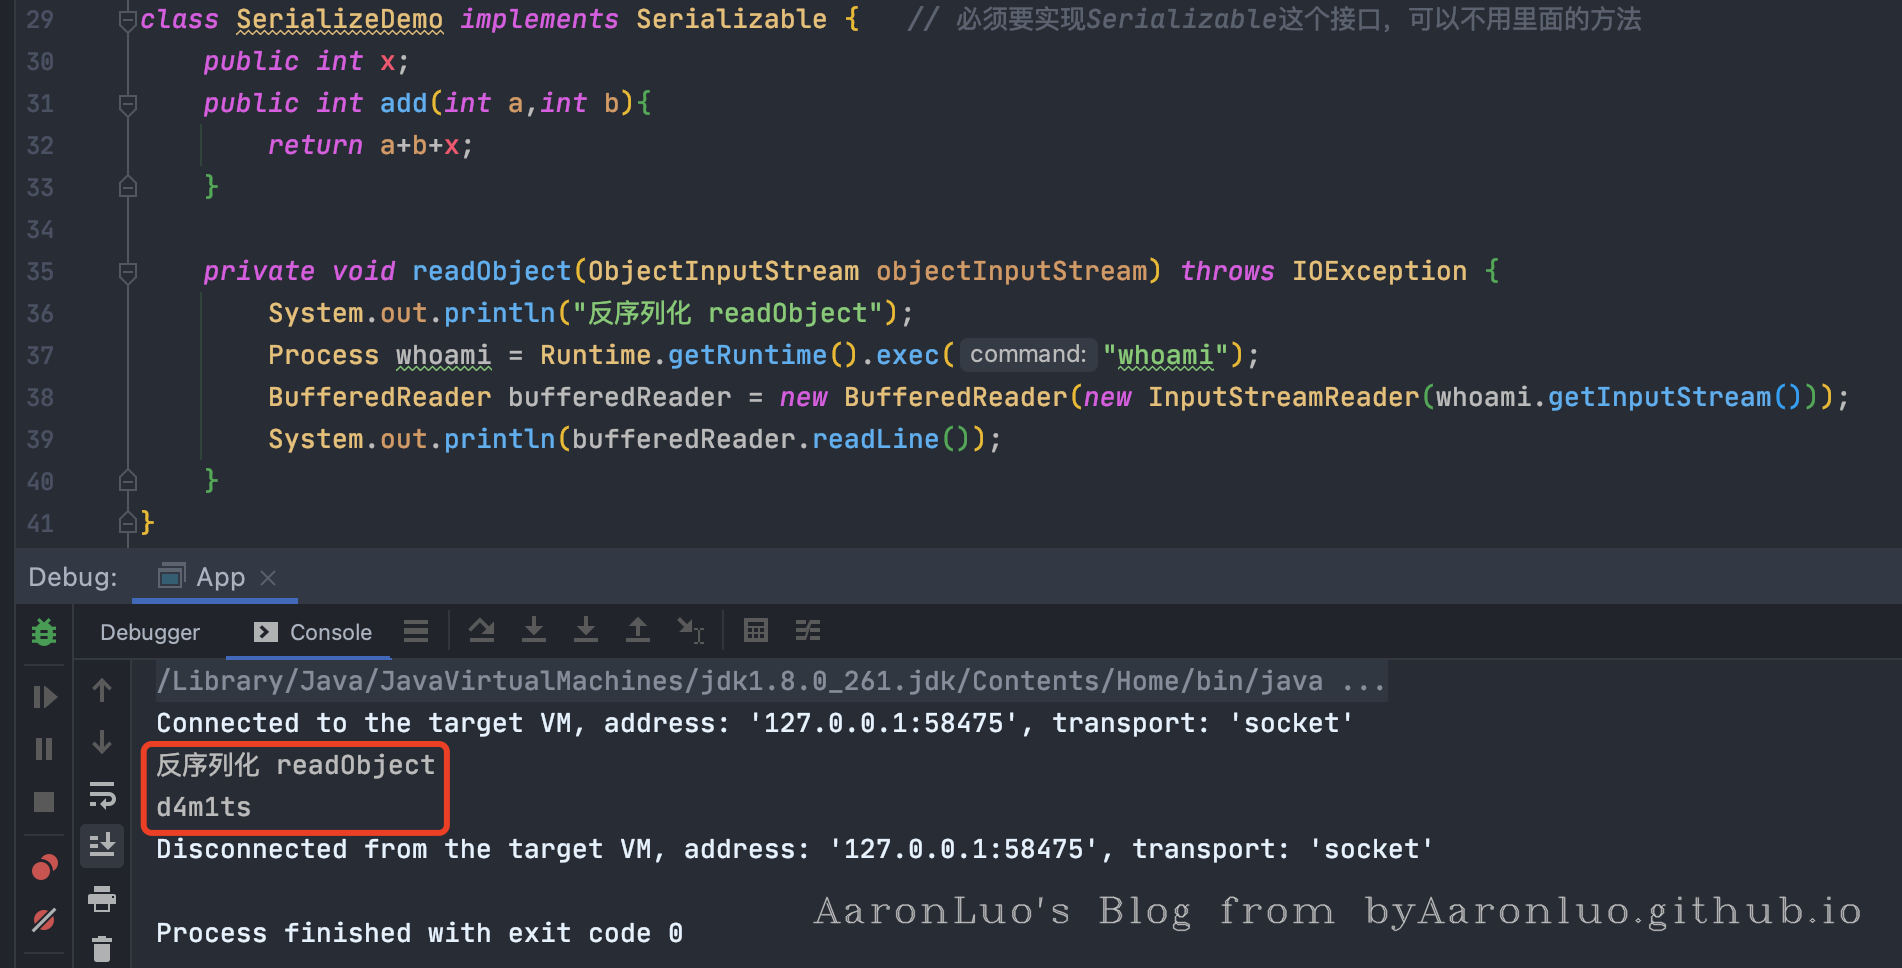 29 class SerializeDemo implements Serializable { // 必须要实现Serializable这个接口，可以不用里面的方法
30 public int x;
31 public int add(int a,int b){
32 return a+b+x;
33 }
34
35 private void readObject(ObjectInputStream objectInputStream) throws IOException {
36 System.out.println("反序列化 readObject");
37 Process whoami = Runtime.getRuntime().exec( command: "whoami");
38 BufferedReader bufferedReader = new BufferedReader(new InputStreamReader(whoami.getInputStream()));
39 System.out.println(bufferedReader.readLine());
40 }
41 }
Debug: App
Debugger Console
/Library/Java/JavaVirtualMachines/jdk1.8.0_261.jdk/Contents/Home/bin/java ...
Connected to the target VM, address: '127.0.0.1:58475', transport: 'socket'
反序列化 readObject
d4m1ts
Disconnected from the target VM, address: '127.0.0.1:58475', transport: 'socket'
AaronLuo's Blog from byAaronluo.github.io
Process finished with exit code 0